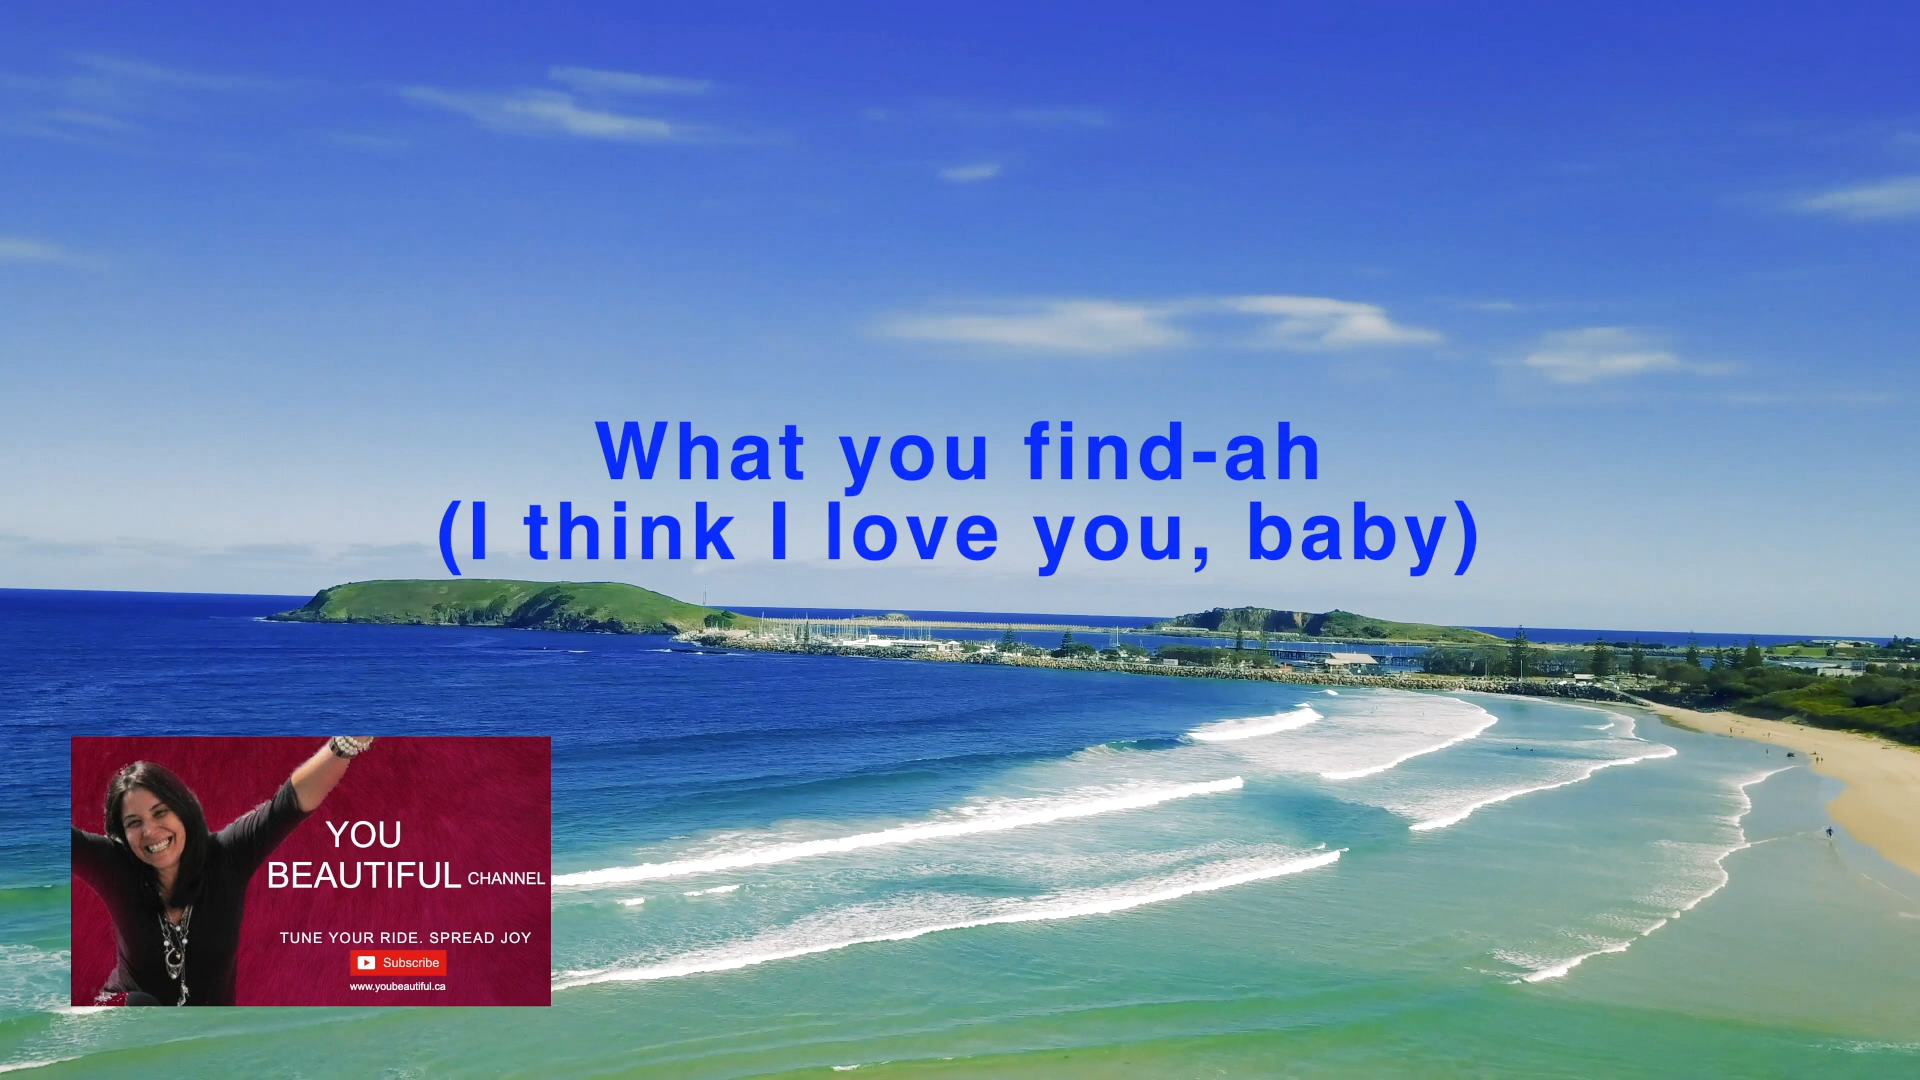 What you find-ah
(I think I love you, baby)
YOU
BEAUTIFUL CHANNEL
TUNE YOUR RIDE. SPREAD JOY
Subscribe
www.youbeautiful.ca